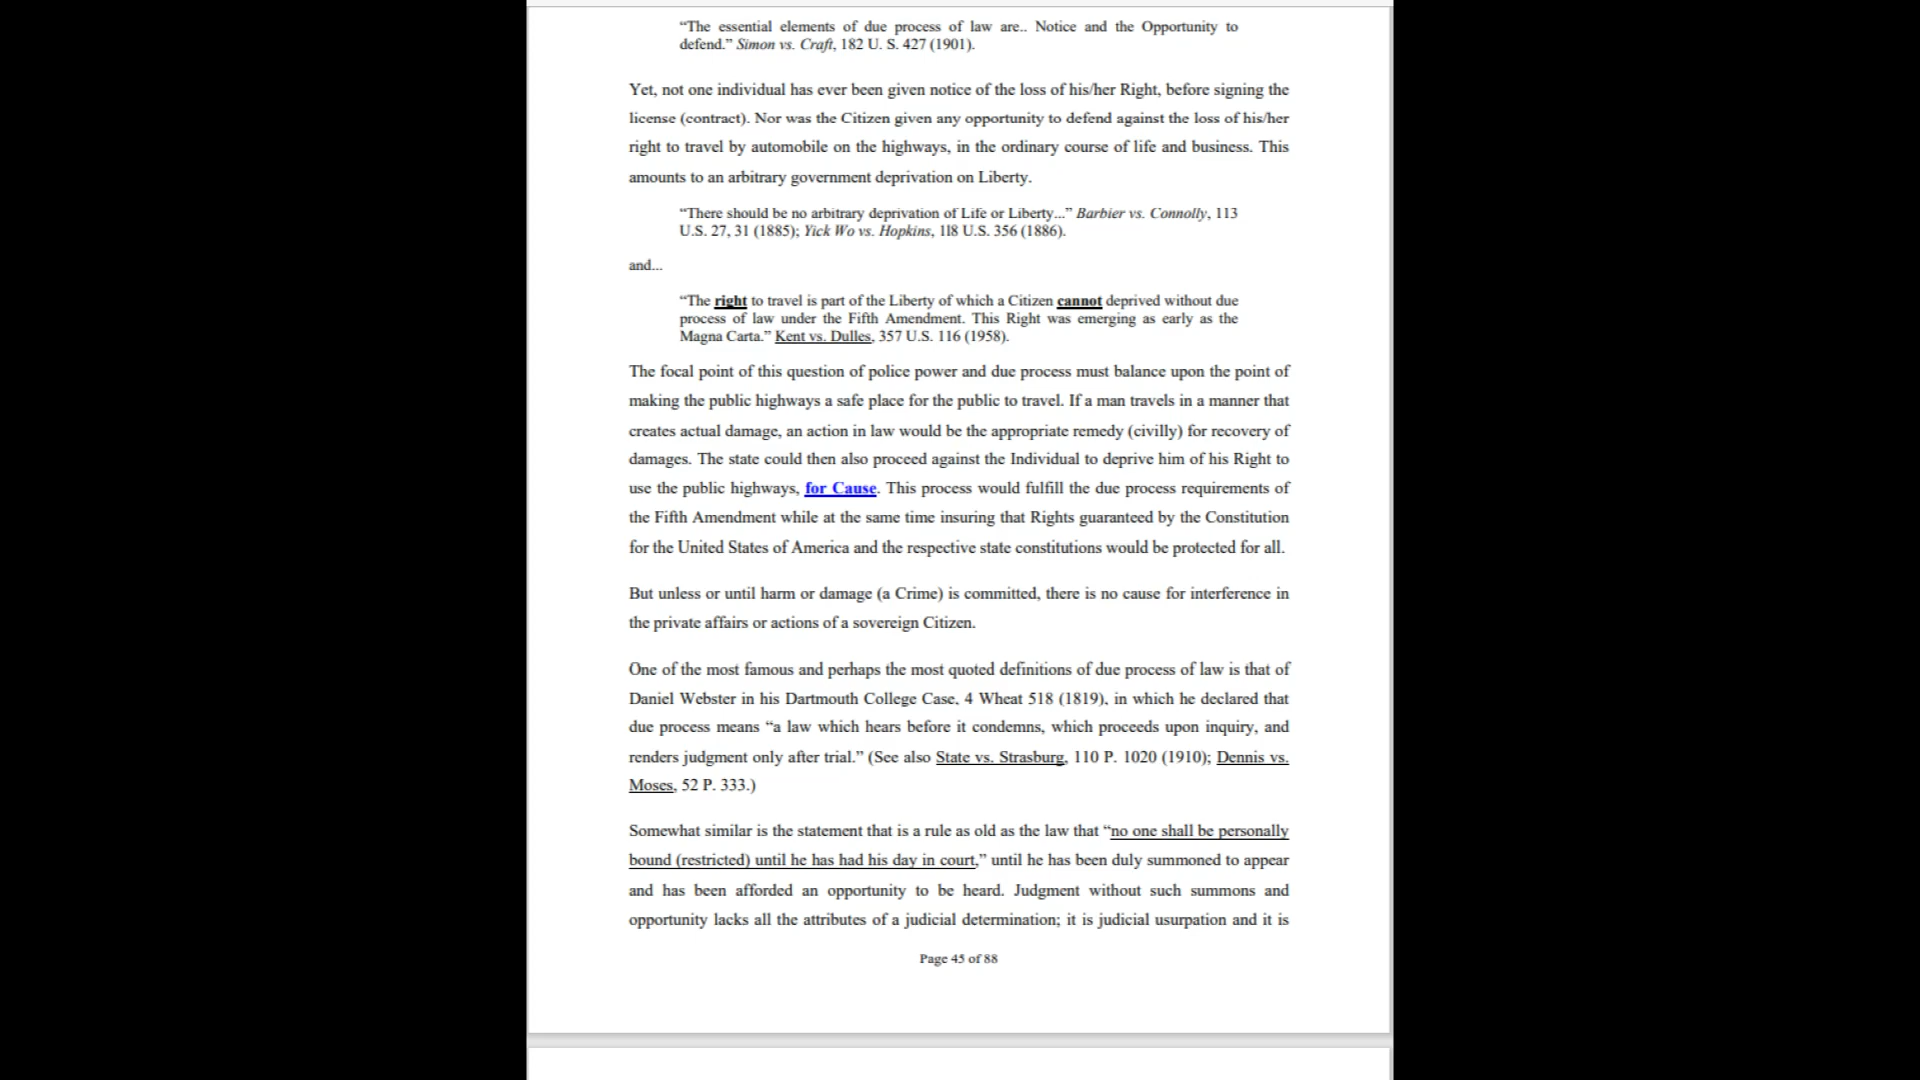 “The essential elements of due process of law are.. Notice and the Opportunity to
defend.” Simon vs. Craft, 182 U. S. 427 (1901).
Yet, not one individual has ever been given notice of the loss of his/her Right, before signing the
license (contract). Nor was the Citizen given any opportunity to defend against the loss of his/her
right to travel by automobile on the highways, in the ordinary course of life and business. This
amounts to an arbitrary government deprivation on Liberty.
“There should be no arbitrary deprivation of Life or Liberty...” Barbier vs. Connolly, 113
U.S. 27, 31 (1885); Yick Wo vs. Hopkins, 118 U.S. 356 (1886).
and...
“The right to travel is part of the Liberty of which a Citizen cannot deprived without due
process of law under the Fifth Amendment. This Right was emerging as early as the
Magna Carta.” Kent vs. Dulles, 357 U.S. 116 (1958).
The focal point of this question of police power and due process must balance upon the point of
making the public highways a safe place for the public to travel. If a man travels in a manner that
creates actual damage, an action in law would be the appropriate remedy (civilly) for recovery of
damages. The state could then also proceed against the Individual to deprive him of his Right to
use the public highways, for Cause. This process would fulfill the due process requirements of
the Fifth Amendment while at the same time insuring that Rights guaranteed by the Constitution
for the United States of America and the respective state constitutions would be protected for all.
But unless or until harm or damage (a Crime) is committed, there is no cause for interference in
the private affairs or actions of a sovereign Citizen.
One of the most famous and perhaps the most quoted definitions of due process of law is that of
Daniel Webster in his Dartmouth College Case, 4 Wheat 518 (1819), in which he declared that
due process means “a law which hears before it condemns, which proceeds upon inquiry, and
renders judgment only after trial.” (See also State vs. Strasburg, 110 P. 1020 (1910); Dennis vs.
Moses, 52 P. 333.)
Somewhat similar is the statement that is a rule as old as the law that “no one shall be personally
bound (restricted) until he has had his day in court,” until he has been duly summoned to appear
and has been afforded an opportunity to be heard. Judgment without such summons and
opportunity lacks all the attributes of a judicial determination; it is judicial usurpation and it is
Page 45 of 88